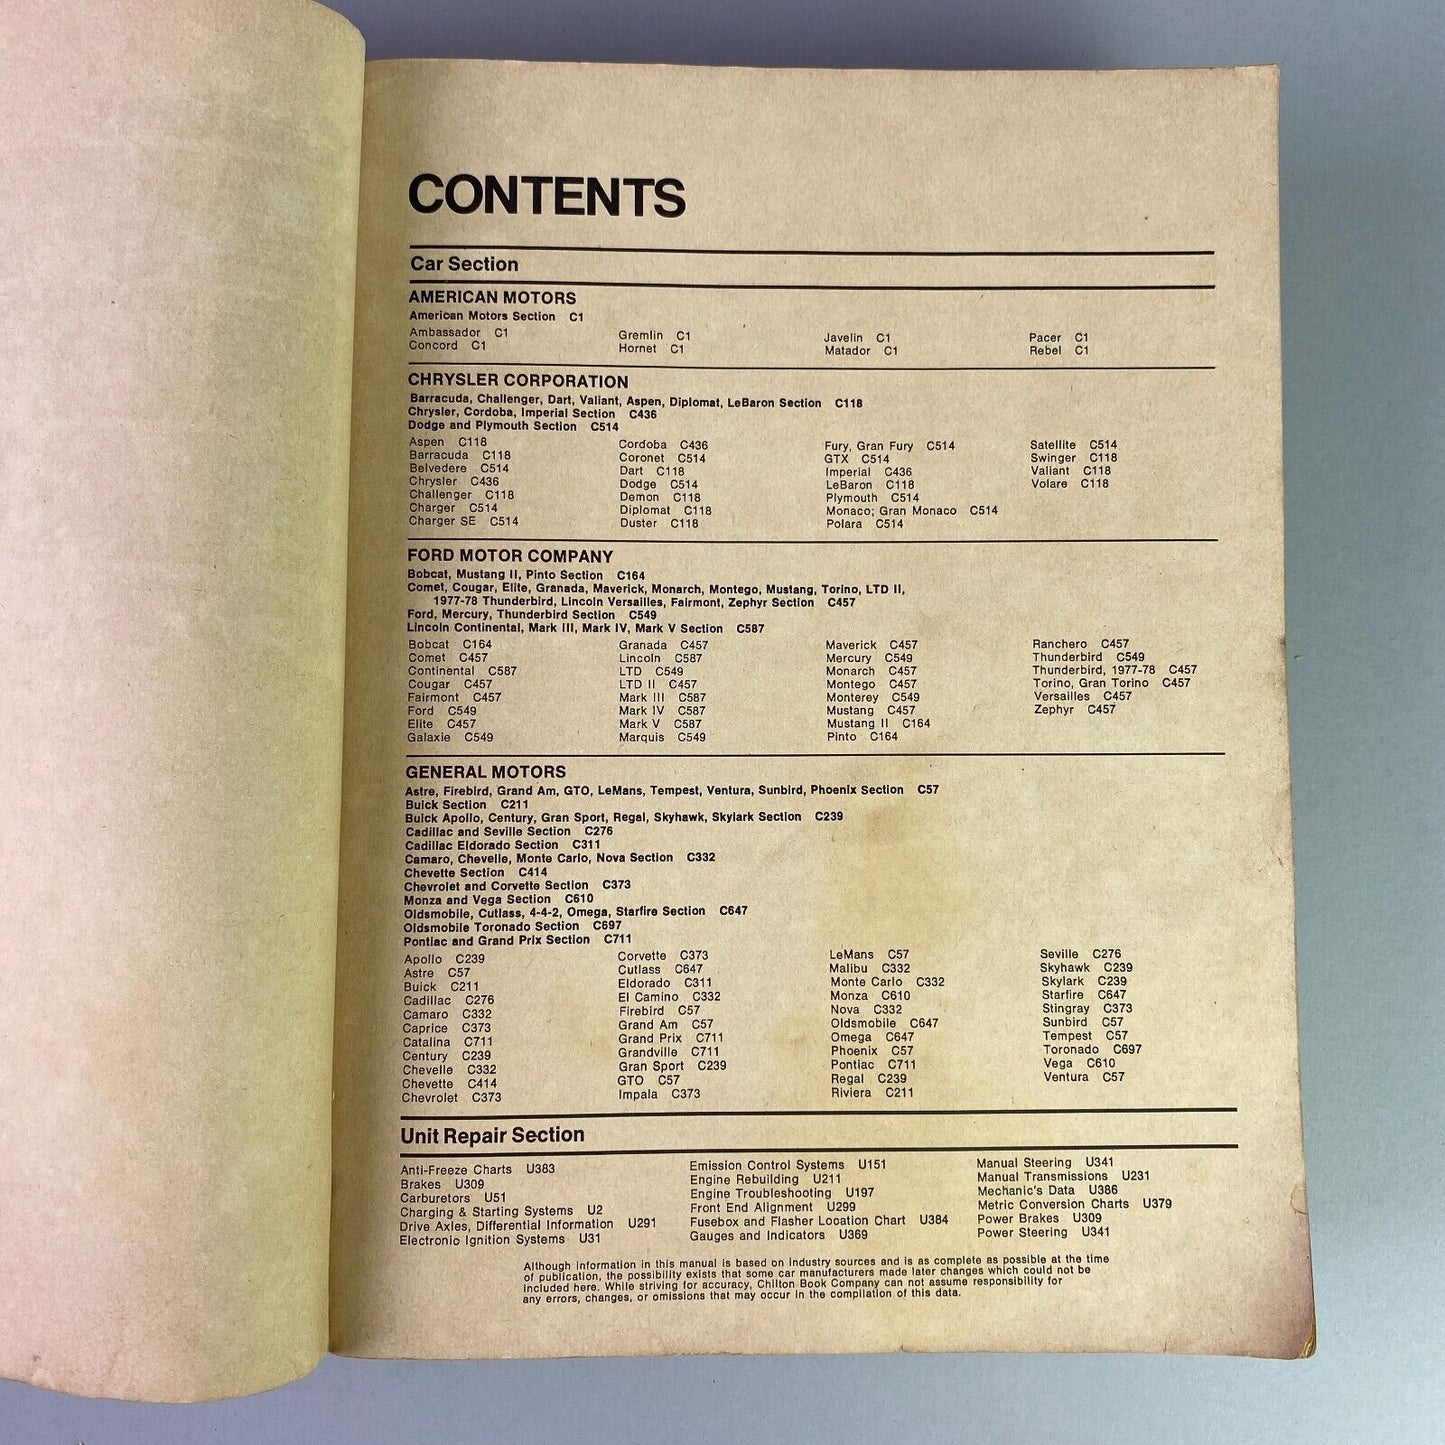 CONTENTS
Car Section
AMERICAN MOTORS
American Motors Section C1
Ambassador C1
Concord C1
Gremlin C1
Hornet C1
Javelin C1
Matador C1
Pacer C1
Rebel C1
CHRYSLER CORPORATION
Barracuda, Challenger, Dart, Valiant, Aspen, Diplomat, LeBaron Section C118
Chrysler, Cordoba, Imperial Section C436
Dodge and Plymouth Section C514
Aspen C118
Barracuda C118
Belvedere C514
Chrysler C436
Challenger C118
Charger C514
Charger SE C514
Cordoba C436
Coronet C514
Dart C118
Dodge C514
Demon C118
Diplomat C118
Duster C118
Fury, Gran Fury C514
GTX C514
Imperial C436
LeBaron C118
Plymouth C514
Monaco; Gran Monaco C514
Polara C514
Satellite C514
Swinger C118
Valiant C118
Volare C118
FORD MOTOR COMPANY
Bobcat, Mustang II, Pinto Section C164
Comet, Cougar, Elite, Granada, Maverick, Monarch, Montego, Mustang, Torino, LTD II,
1977-78 Thunderbird, Lincoln Versailles, Fairmont, Zephyr Section C457
Ford, Mercury, Thunderbird Section C549
Lincoln Continental, Mark III, Mark IV, Mark V Section C587
Bobcat C164
Comet C457
Continental C587
Cougar C457
Fairmont C457
Ford C549
Elite C457
Galaxie C549
Granada C457
Lincoln C587
LTD C549
LTD II C457
Mark III C587
Mark IV C587
Mark V C587
Marquis C549
Maverick C457
Mercury C549
Monarch C457
Montego C457
Monterey C549
Mustang C457
Mustang II C164
Pinto C164
Ranchero C457
Thunderbird C549
Thunderbird, 1977-78 C457
Torino, Gran Torino C457
Versailles C457
Zephyr C457
GENERAL MOTORS
Astre, Firebird, Grand Am, GTO, LeMans, Tempest, Ventura, Sunbird, Phoenix Section C57
Buick Section C211
Buick Apollo, Century, Gran Sport, Regal, Skyhawk, Skylark Section C239
Cadillac and Seville Section C276
Cadillac Eldorado Section C311
Camaro, Chevelle, Monte Carlo, Nova Section C332
Chevette Section C414
Chevrolet and Corvette Section C373
Monza and Vega Section C610
Oldsmobile, Cutlass, 4-4-2, Omega, Starfire Section C647
Oldsmobile Toronado Section C697
Pontiac and Grand Prix Section C711
Apollo C239
Astre C57
Buick C211
Cadillac C276
Camaro C332
Caprice C373
Catalina C711
Century C239
Chevelle C332
Chevette C414
Chevrolet C373
Corvette C373
Cutlass C647
Eldorado C311
El Camino C332
Firebird C57
Grand Am C57
Grand Prix C711
Grandville C711
Gran Sport C239
GTO C57
Impala C373
LeMans C57
Malibu C332
Monte Carlo C332
Monza C610
Nova C332
Oldsmobile C647
Omega C647
Phoenix C57
Pontiac C711
Regal C239
Riviera C211
Seville C276
Skyhawk C239
Skylark C239
Starfire C647
Stingray C373
Sunbird C57
Tempest C57
Toronado C697
Vega C610
Ventura C57
Unit Repair Section
Anti-Freeze Charts U383
Brakes U309
Carburetors U51
Charging & Starting Systems U2
Drive Axles, Differential Information U291
Electronic Ignition Systems U31
Emission Control Systems U151
Engine Rebuilding U211
Engine Troubleshooting U197
Front End Alignment U299
Fusebox and Flasher Location Chart U384
Gauges and Indicators U369
Manual Steering U341
Manual Transmissions U231
Mechanic's Data U386
Metric Conversion Charts U379
Power Brakes U309
Power Steering U341
Although information in this manual is based on industry sources and is as complete as possible at the time
of publication, the possibility exists that some car manufacturers made later changes which could not be
included here. While striving for accuracy, Chilton Book Company can not assume responsibility for
any errors, changes, or omissions that may occur in the compilation of this data.